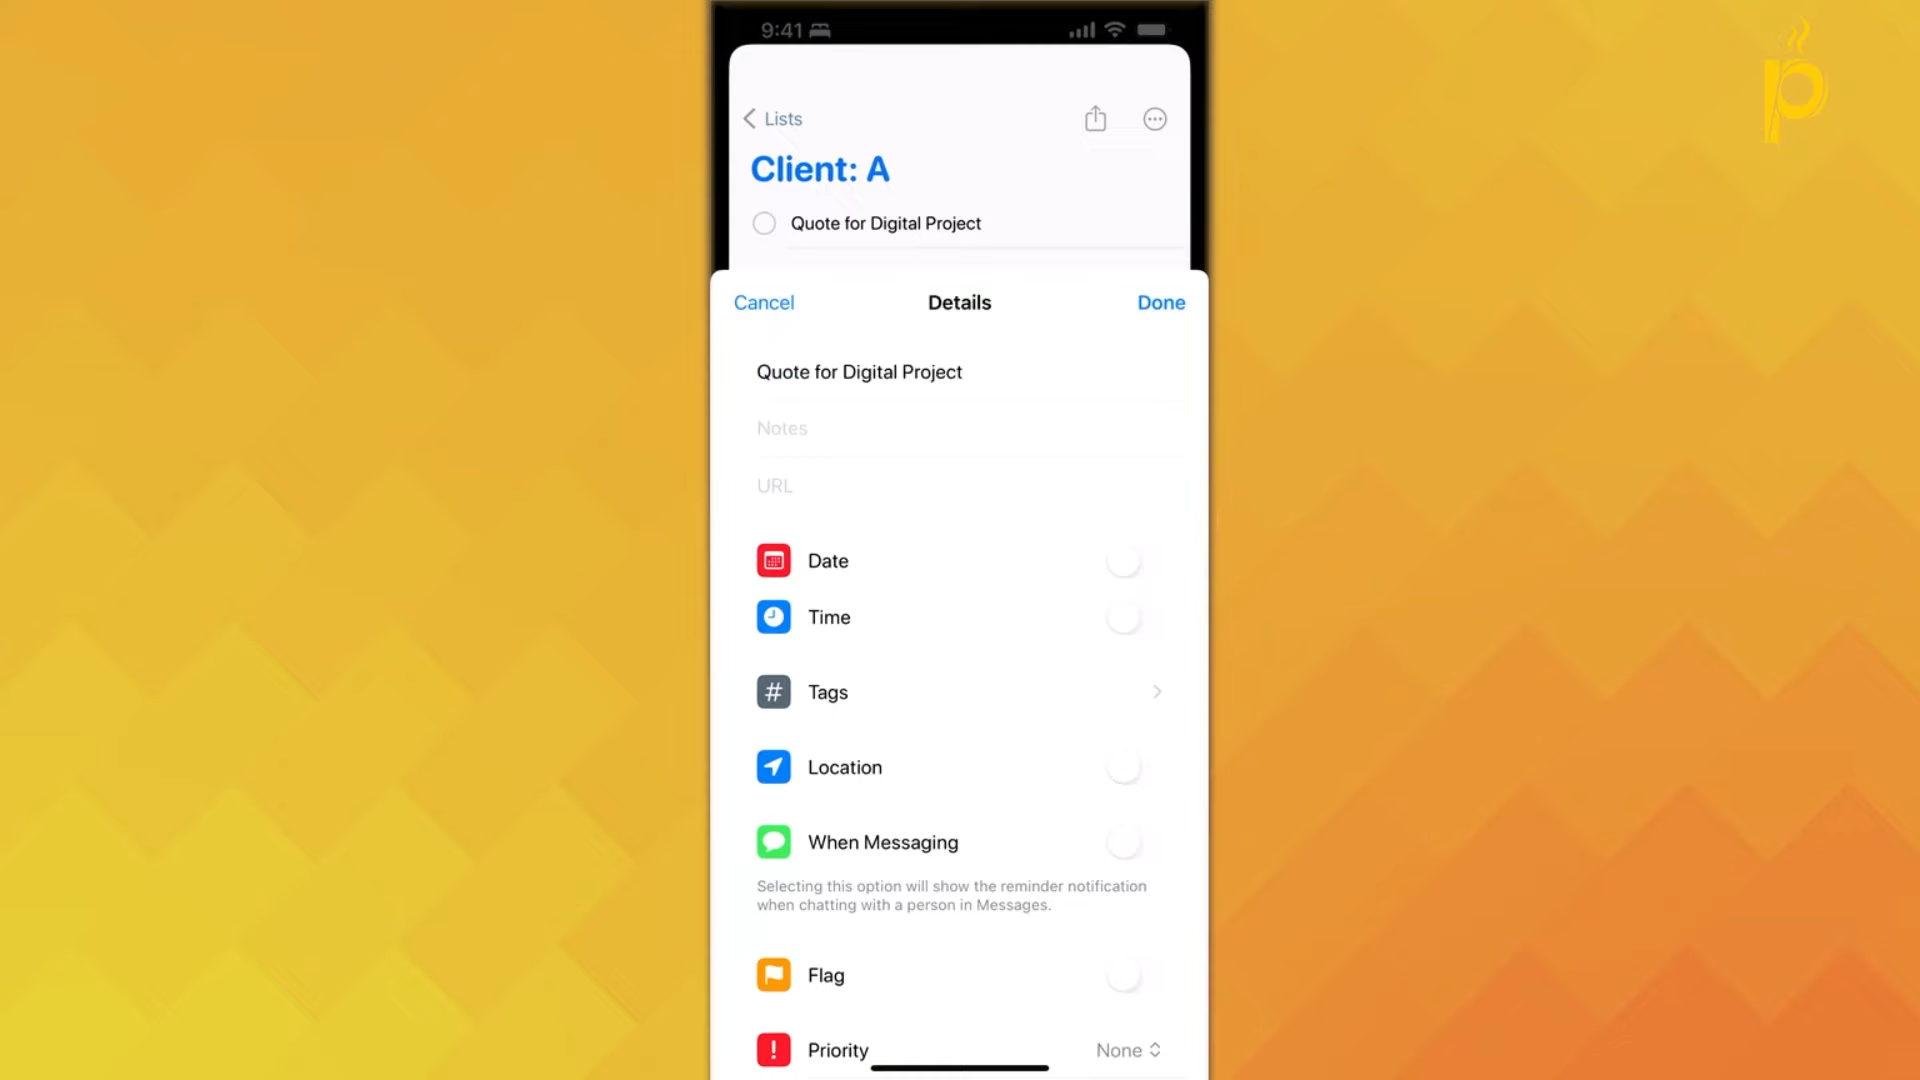 9:41
Lists
Client: A
Quote for Digital Project
Cancel
Details
Done
Quote for Digital Project
Notes
URL
Date
Time
# Tags
Location
When Messaging
Selecting this option will show the reminder notification
when chatting with a person in Messages.
Flag
! Priority
None
p